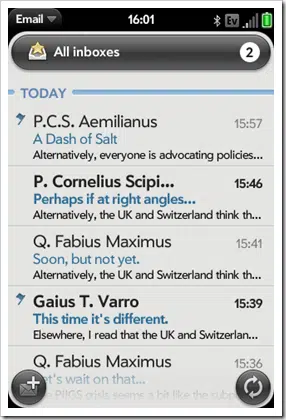 Email 16:01 Ev
All inboxes 2
TODAY
P.C.S. Aemilianus 15:57
A Dash of Salt
Alternatively, everyone is advocating policies...
P. Cornelius Scipi... 15:46
Perhaps if at right angles...
Alternatively, the UK and Switzerland think th...
Q. Fabius Maximus 15:41
Soon, but not yet.
Alternatively, the UK and Switzerland think th...
Gaius T. Varro 15:39
This time it's different.
Elsewhere, I read that the UK and Switzerlan...
Q. Fabius Maximus 15:36
Let's wait on that...
The PIIGS crisis seems a bit like the